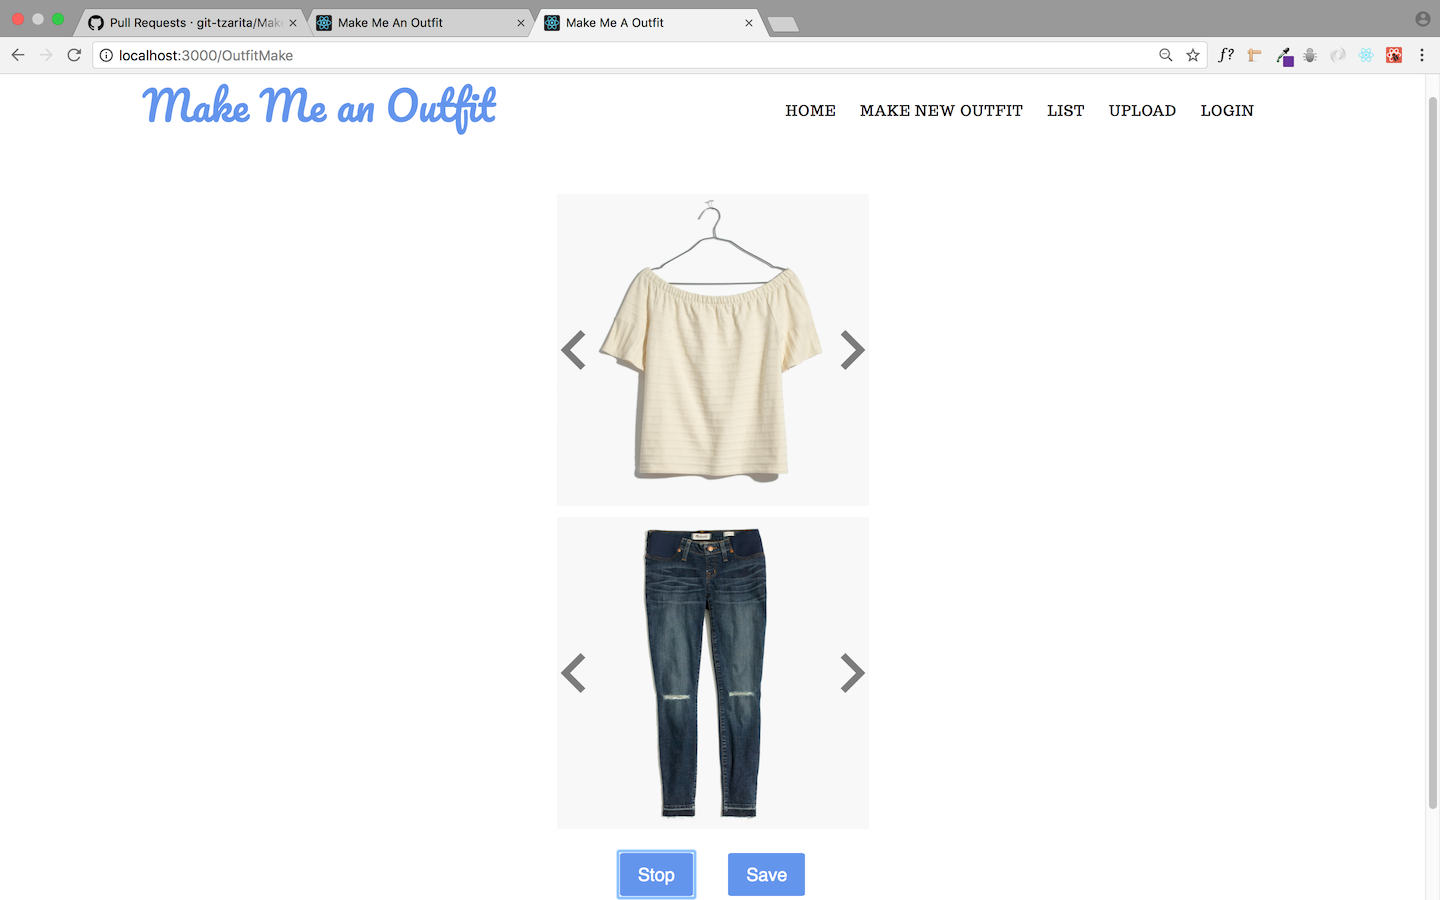 Pull Requests · git-tzarita/Make
Make Me An Outfit
Make Me A Outfit
localhost:3000/OutfitMake
f?
Make Me an Outfit
HOME MAKE NEW OUTFIT LIST UPLOAD LOGIN
Stop
Save